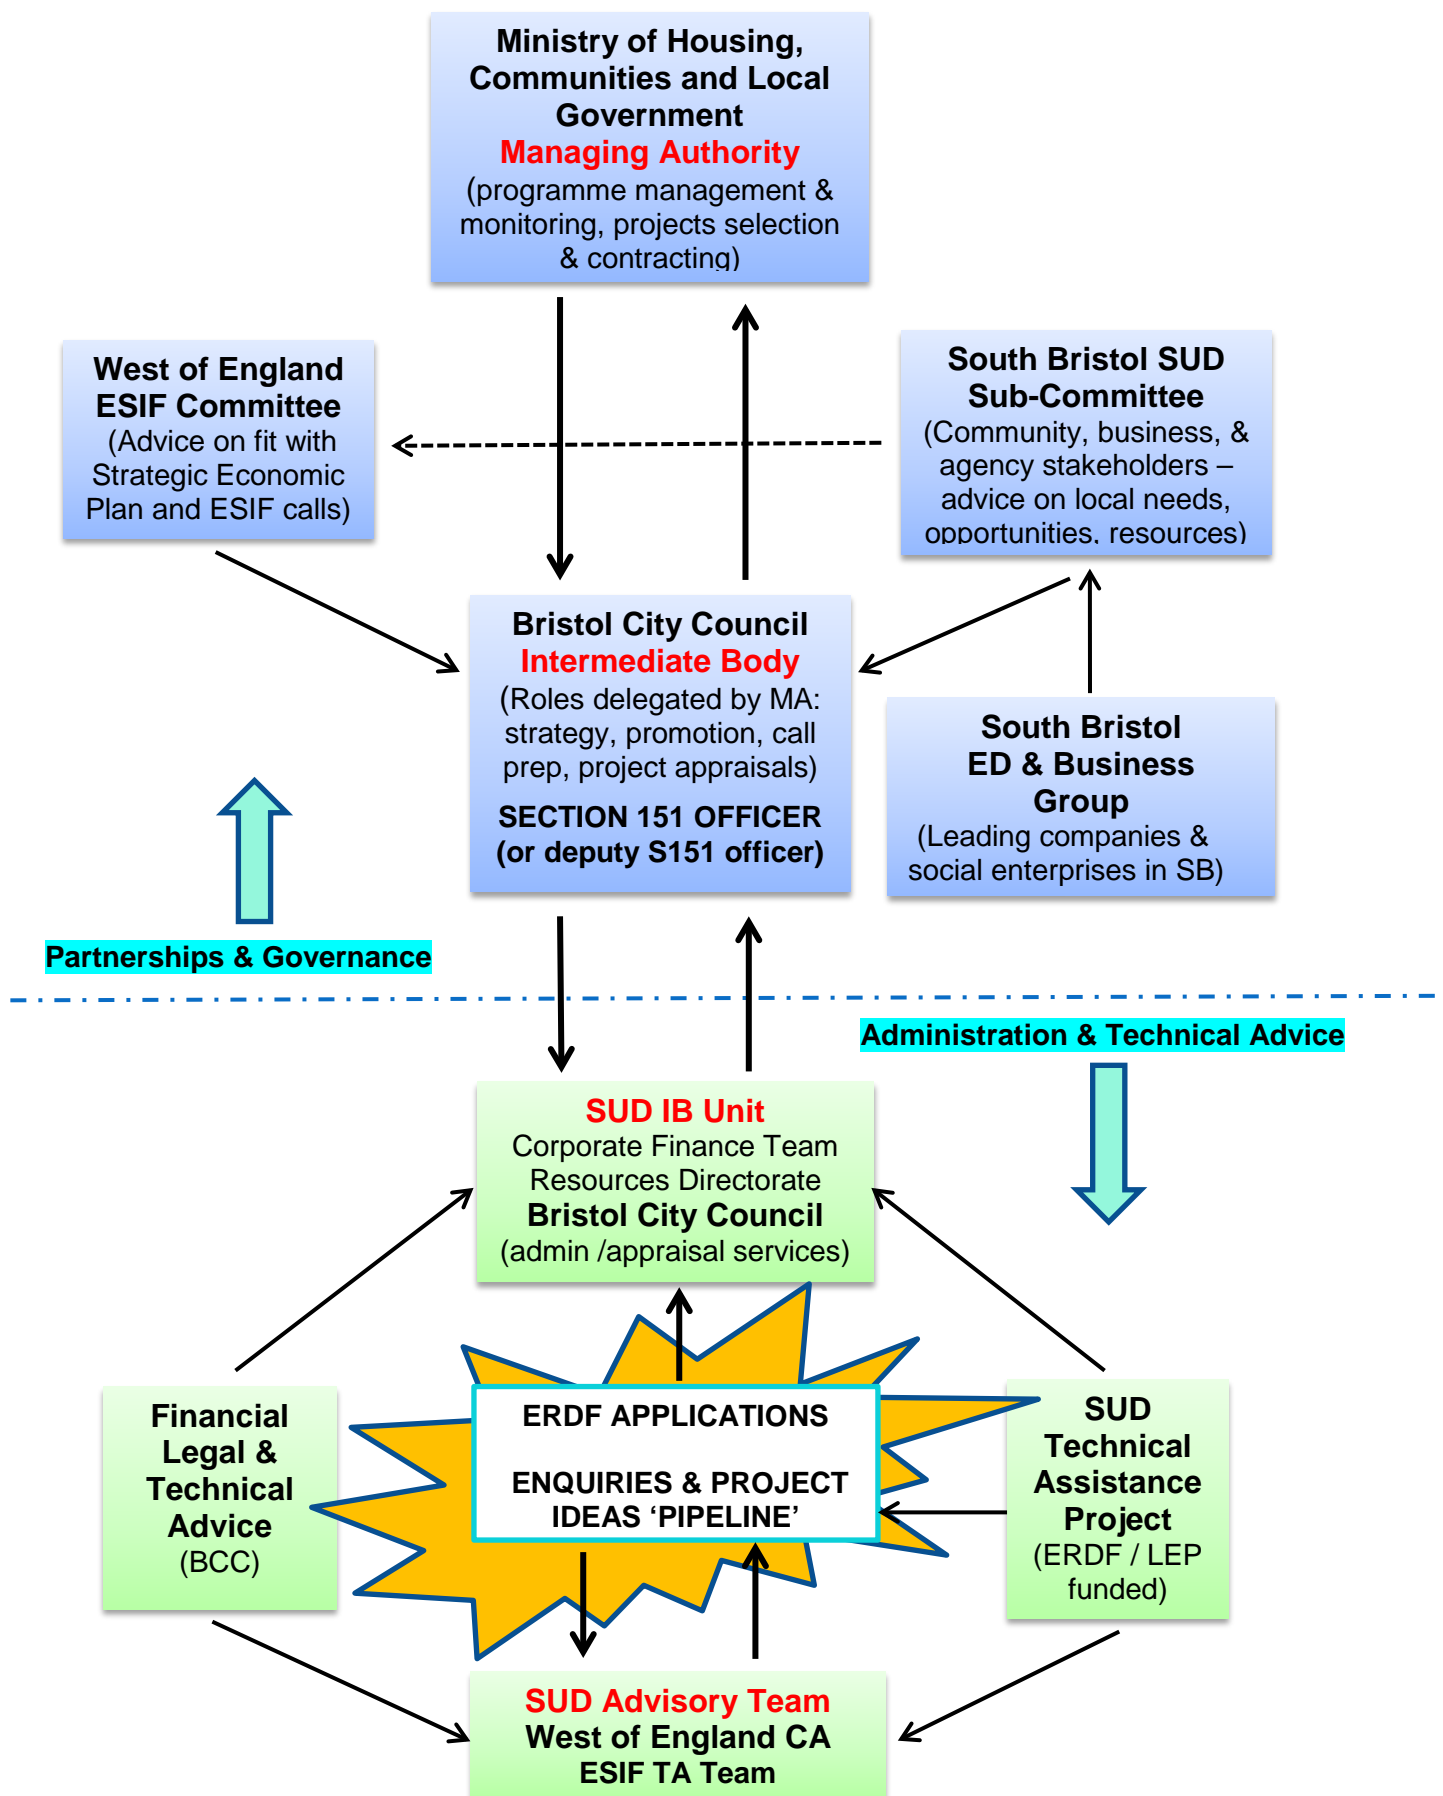 Ministry of Housing,
Communities and Local
Government
Managing Authority
(programme management &
monitoring, projects selection
& contracting)
West of England
ESIF Committee
(Advice on fit with
Strategic Economic
Plan and ESIF calls)
South Bristol SUD
Sub-Committee
(Community, business, &
agency stakeholders –
advice on local needs,
opportunities, resources)
Bristol City Council
Intermediate Body
(Roles delegated by MA:
strategy, promotion, call
prep, project appraisals)
SECTION 151 OFFICER
(or deputy S151 officer)
South Bristol
ED & Business
Group
(Leading companies &
social enterprises in SB)
Partnerships & Governance
Administration & Technical Advice
SUD IB Unit
Corporate Finance Team
Resources Directorate
Bristol City Council
(admin /appraisal services)
Financial
Legal &
Technical
Advice
(BCC)
ERDF APPLICATIONS
ENQUIRIES & PROJECT
IDEAS ‘PIPELINE’
SUD
Technical
Assistance
Project
(ERDF / LEP
funded)
SUD Advisory Team
West of England CA
ESIF TA Team